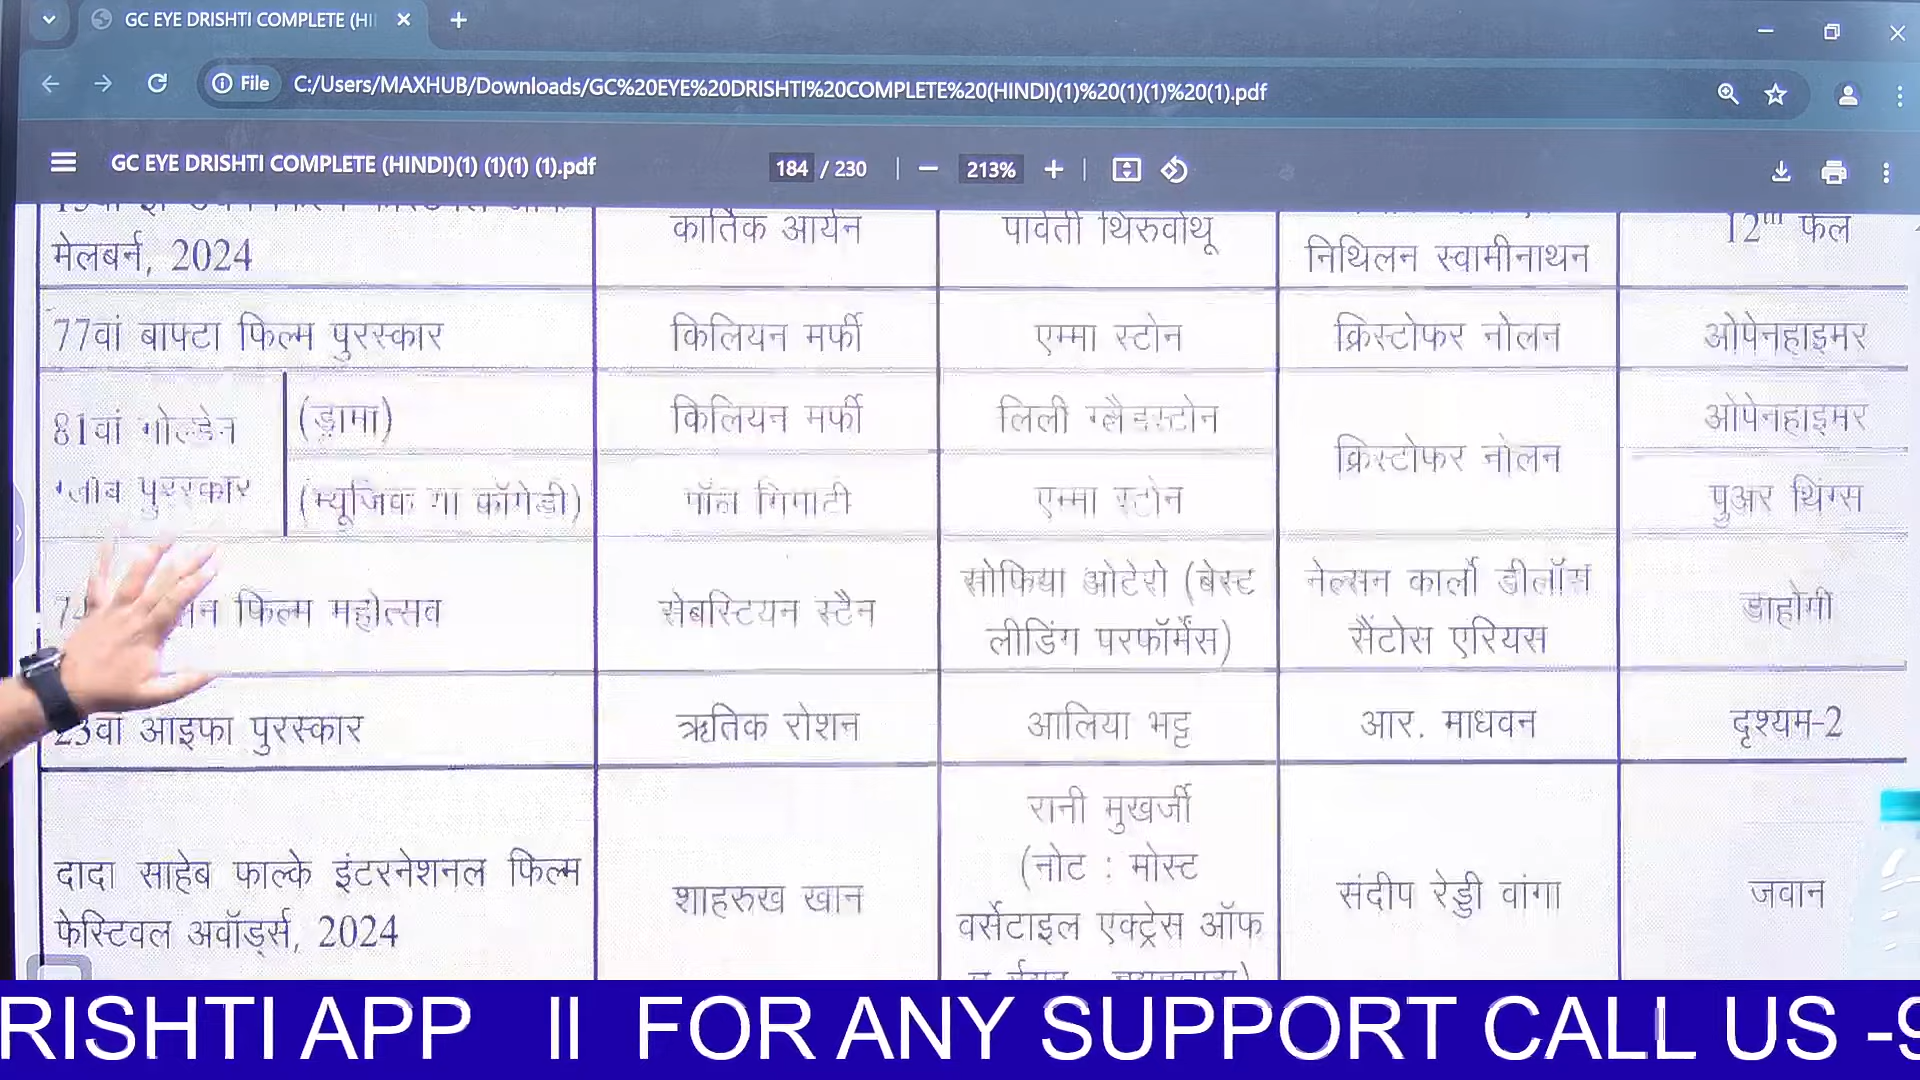 GC EYE DRISHTI COMPLETE (HI
File C:/Users/MAXHUB/Downloads/GC%20EYE%20DRISHTI%20COMPLETE%20(HINDI)(1)%20(1)(1)%20(1).pdf
GC EYE DRISHTI COMPLETE (HINDI)(1) (1)(1) (1).pdf 184 / 230 213%
मेलबर्न, 2024 कार्तिक आर्यन पार्वती थिरुवोथू निथिलन स्वामीनाथन 12th फेल
77वां बाफ्टा फिल्म पुरस्कार किलियन मर्फी एम्मा स्टोन क्रिस्टोफर नोलन ओपेनहाइमर
81वां गोल्डेन ग्लोब पुरस्कार (ड्रामा) किलियन मर्फी लिली ग्लैडस्टोन क्रिस्टोफर नोलन ओपेनहाइमर
(म्यूजिक या कॉमेडी) पॉल एम्मा स्टोन पुअर थिंग्स
फिल्म महोत्सव सेबस्टियन स्टैन सोफिया ओटेरो (बेस्ट
लीडिंग परफॉर्मेंस) नेल्सन कार्लो डीलॉस
सैंटोस एरियस डाहोमी
23वां आइफा पुरस्कार ऋतिक रोशन आलिया भट्ट आर. माधवन दृश्यम-2
दादा साहेब फाल्के इंटरनेशनल फिल्म
फेस्टिवल अवॉर्ड्स, 2024 शाहरुख खान रानी मुखर्जी
(नोट : मोस्ट
वर्सेटाइल एक्ट्रेस ऑफ
संदीप रेड्डी वांगा जवान
RISHTI APP II FOR ANY SUPPORT CALL US -9